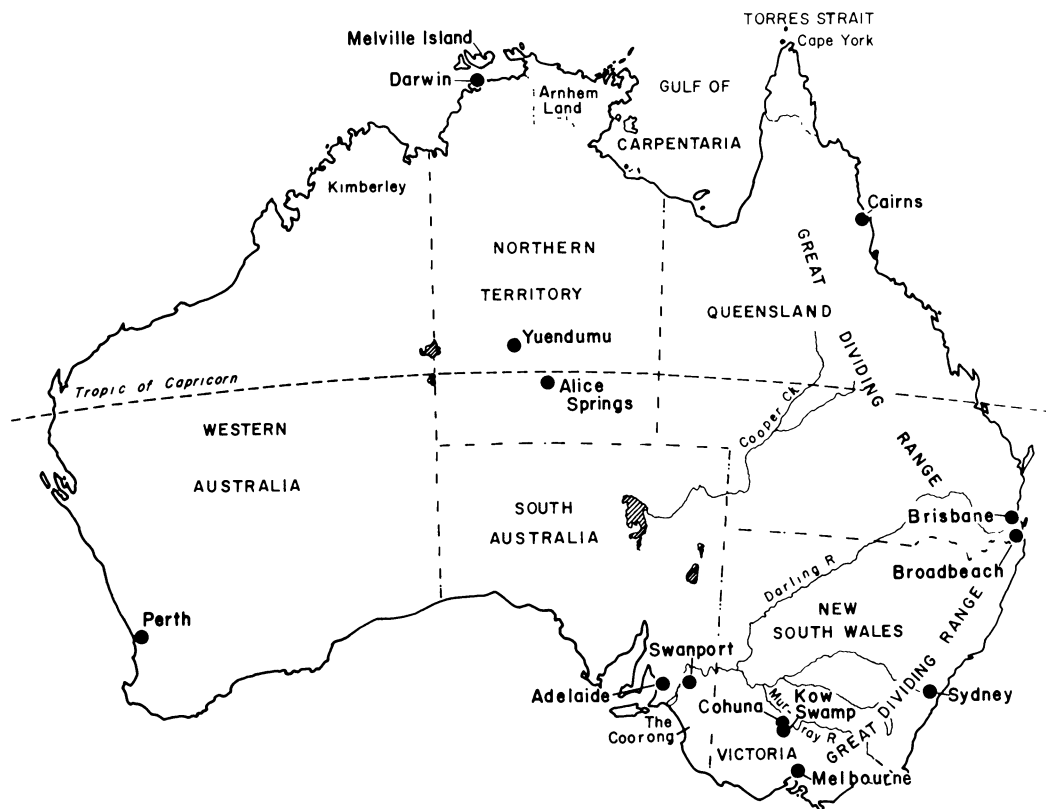 TORRES STRAIT
Cape York
Melville Island
Darwin
Arnhem
Land
GULF OF
CARPENTARIA
Kimberley
Cairns
NORTHERN
TERRITORY
GREAT
DIVIDING
RANGE
QUEENSLAND
Yuendumu
Tropic of Capricorn
Alice
Springs
Cooper Ck
WESTERN
AUSTRALIA
SOUTH
AUSTRALIA
Brisbane
Broadbeach
Darling R
NEW
SOUTH WALES
GREAT DIVIDING RANGE
Perth
Swanport
Adelaide
Sydney
Kow
Swamp
Cohuna
Murray R
The
Coorong
VICTORIA
Melbourne